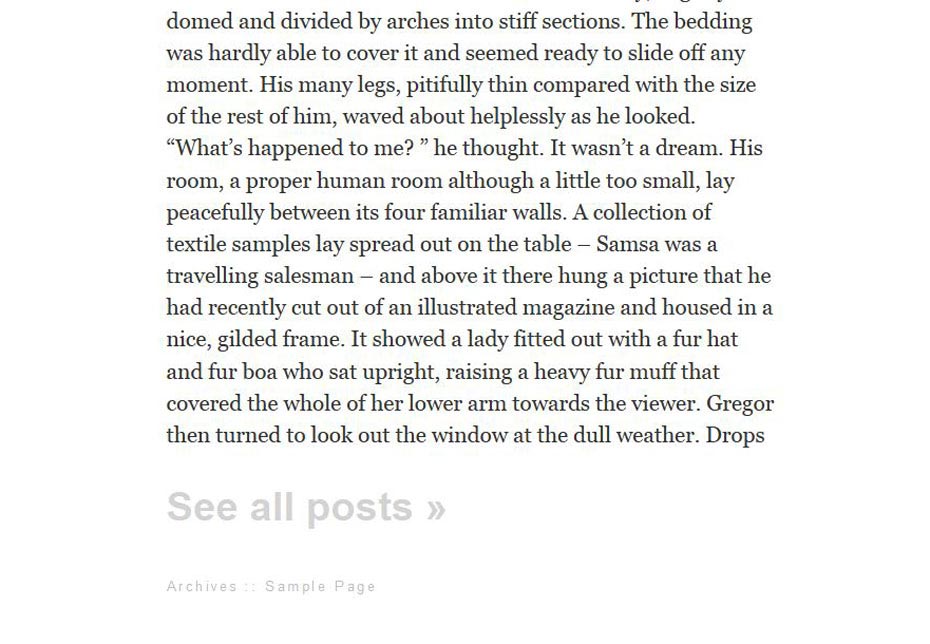 domed and divided by arches into stiff sections. The bedding
was hardly able to cover it and seemed ready to slide off any
moment. His many legs, pitifully thin compared with the size
of the rest of him, waved about helplessly as he looked.
“What’s happened to me? ” he thought. It wasn’t a dream. His
room, a proper human room although a little too small, lay
peacefully between its four familiar walls. A collection of
textile samples lay spread out on the table – Samsa was a
travelling salesman – and above it there hung a picture that he
had recently cut out of an illustrated magazine and housed in a
nice, gilded frame. It showed a lady fitted out with a fur hat
and fur boa who sat upright, raising a heavy fur muff that
covered the whole of her lower arm towards the viewer. Gregor
then turned to look out the window at the dull weather. Drops
See all posts »
Archives :: Sample Page